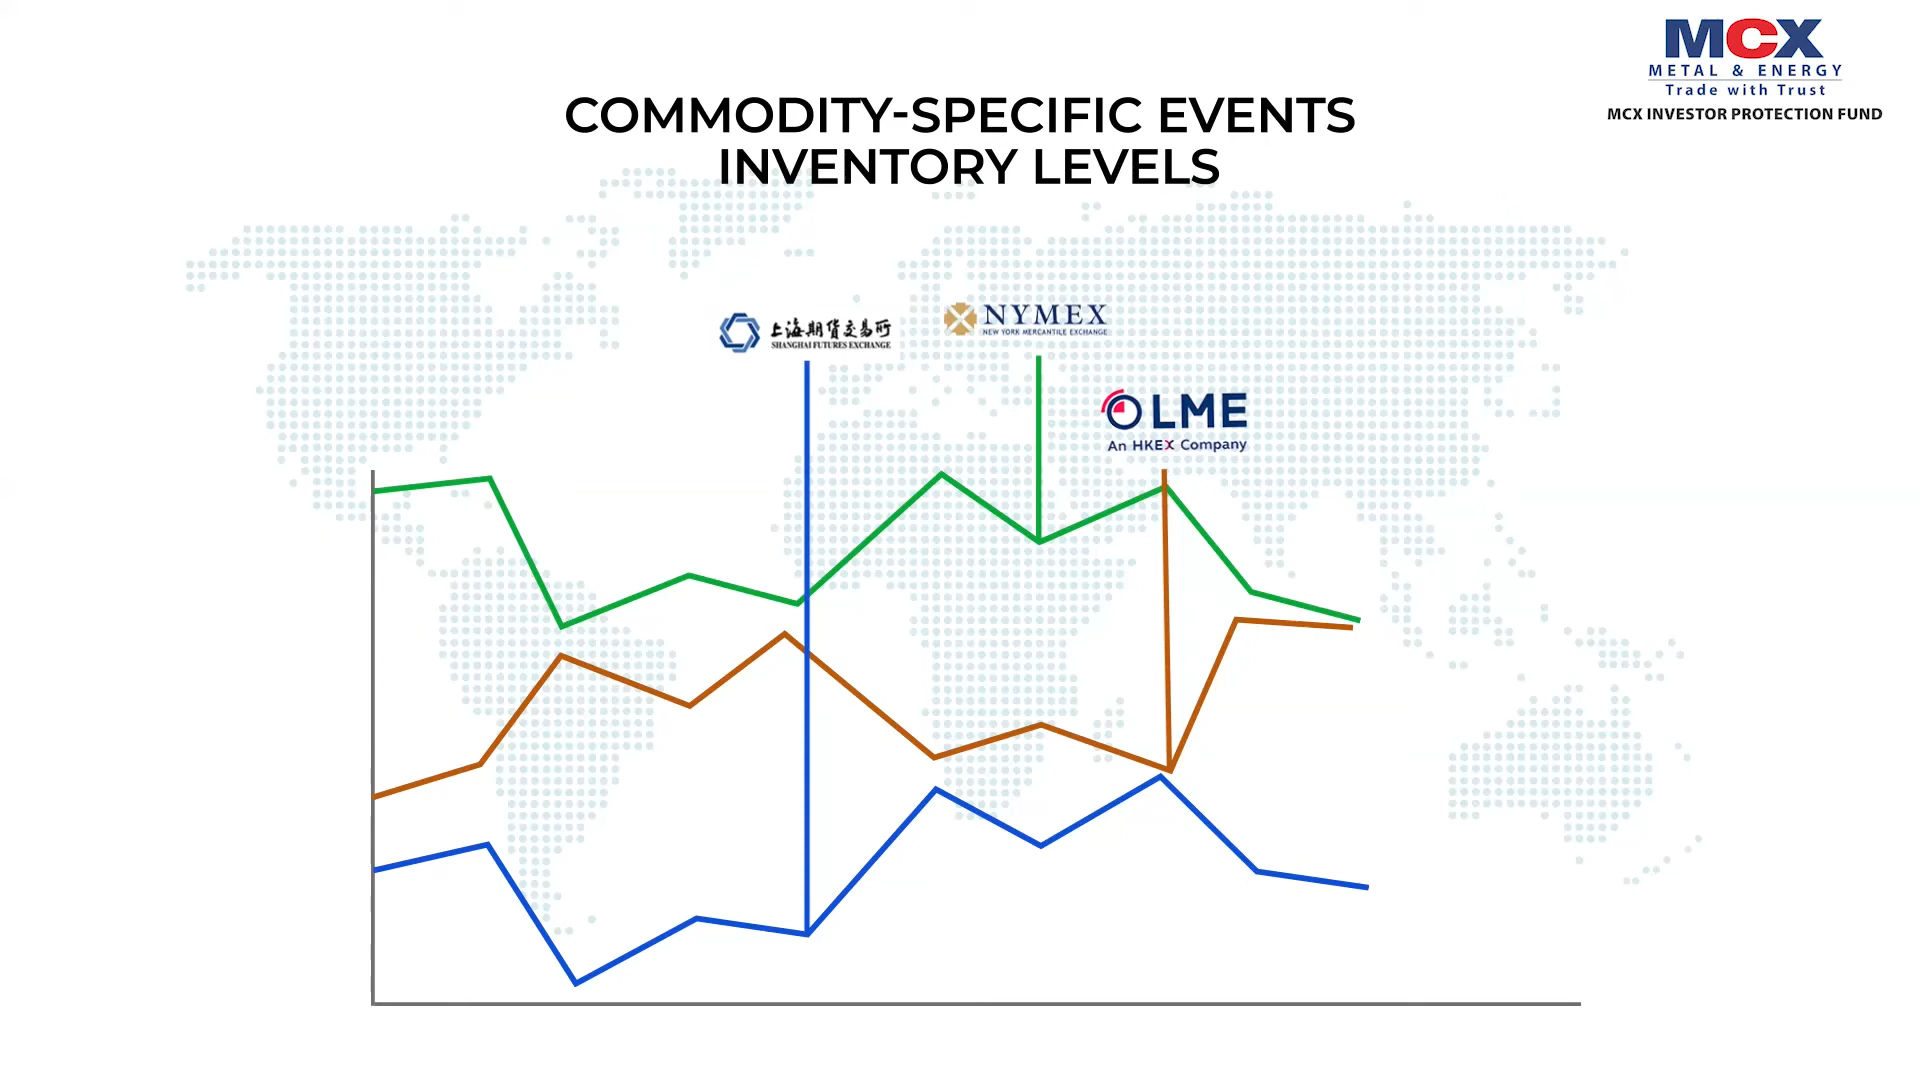 MCX
METAL & ENERGY
Trade with Trust
MCX INVESTOR PROTECTION FUND
COMMODITY-SPECIFIC EVENTS
INVENTORY LEVELS
上海期货交易所
SHANGHAI FUTURES EXCHANGE
NYMEX
NEW YORK MERCANTILE EXCHANGE
LME
An HKEX Company